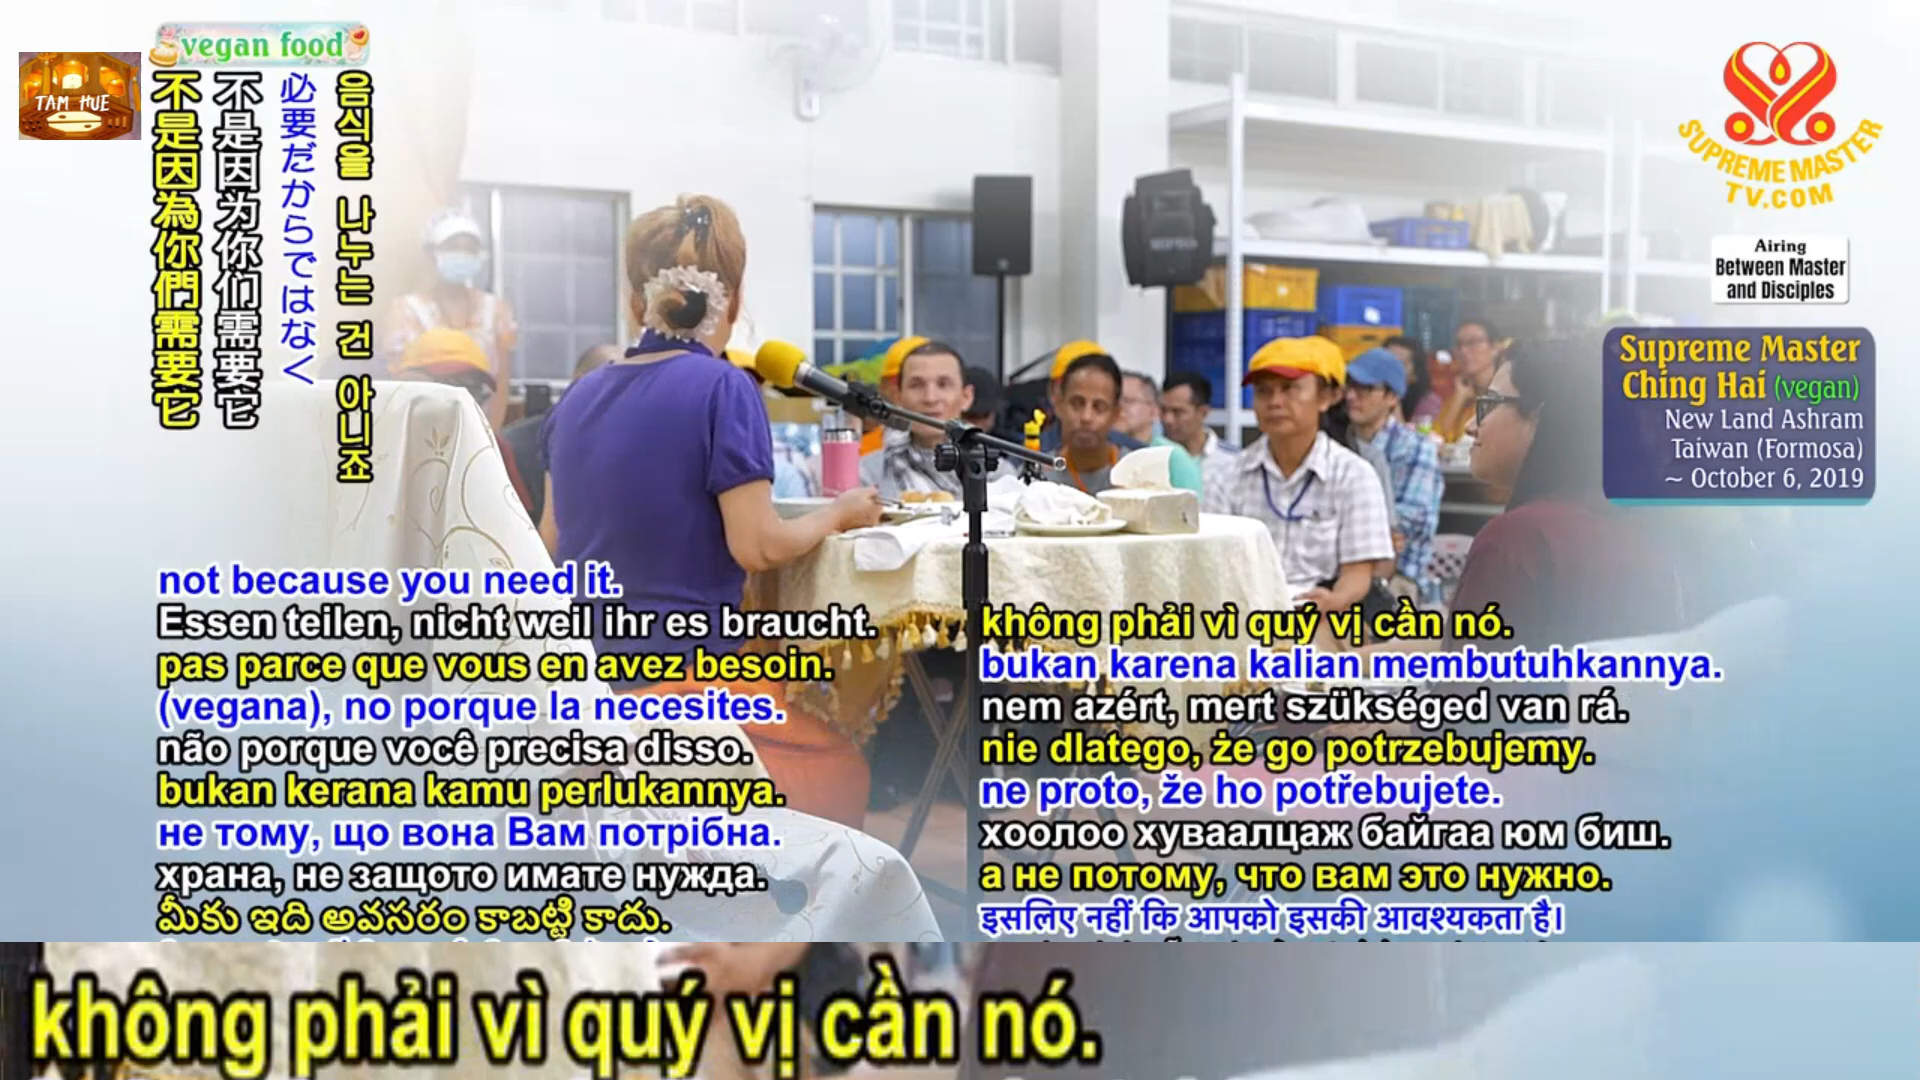 vegan food
TAM HUE
不是因為你們需要它
不是因为你们需要它
必要だからではなく
음식을 나누는 건 아니죠
SUPREME MASTER
TV.COM
Airing
Between Master
and Disciples
Supreme Master
Ching Hai (vegan)
New Land Ashram
Taiwan (Formosa)
~ October 6, 2019
not because you need it.
Essen teilen, nicht weil ihr es braucht.
pas parce que vous en avez besoin.
(vegana), no porque la necesites.
não porque você precisa disso.
bukan kerana kamu perlukannya.
не тому, що вона Вам потрібна.
храна, не защото имате нужда.
మీకు ఇది అవసరం కాబట్టి కాదు.
không phải vì quý vị cần nó.
bukan karena kalian membutuhkannya.
nem azért, mert szükséged van rá.
nie dlatego, że go potrzebujemy.
ne proto, že ho potřebujete.
хоолоо хуваалцаж байгаа юм биш.
а не потому, что вам это нужно.
इसलिए नहीं कि आपको इसकी आवश्यकता है।
không phải vì quý vị cần nó.